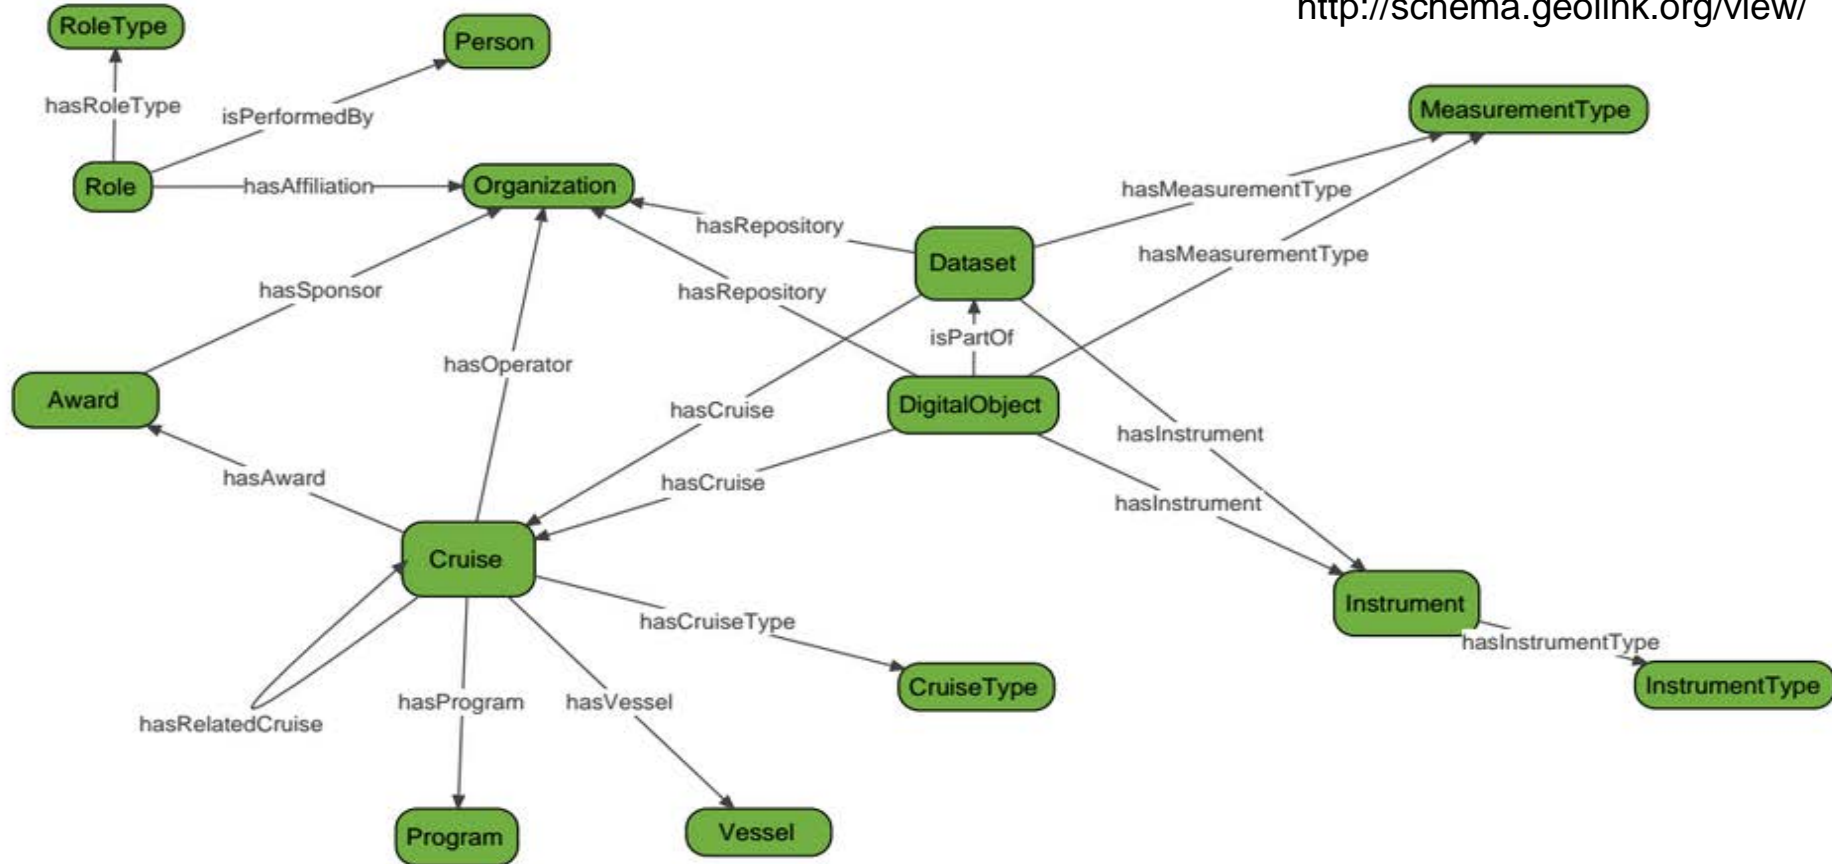 http://schema.geolink.org/view/
RoleType
Person
hasRoleType
isPerformedBy
MeasurementType
Role
hasAffiliation
Organization
hasMeasurementType
hasRepository
Dataset
hasMeasurementType
hasSponsor
hasRepository
isPartOf
hasOperator
Award
hasCruise
DigitalObject
hasInstrument
hasAward
hasCruise
hasInstrument
Cruise
Instrument
hasCruiseType
hasInstrumentType
CruiseType
InstrumentType
hasRelatedCruise
hasProgram
hasVessel
Program
Vessel